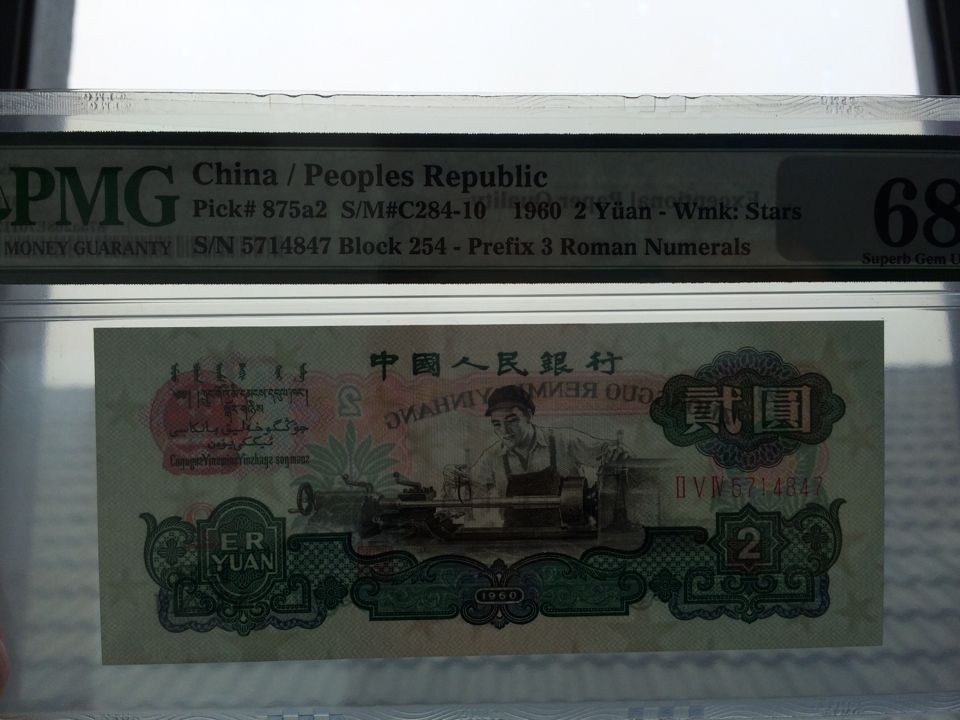 PMG
MONEY GUARANTY
China / Peoples Republic
Pick# 875a2 S/M#C284-10 1960 2 Yüan - Wmk: Stars
S/N 5714847 Block 254 - Prefix 3 Roman Numerals
68
Superb Gem U
中國人民銀行
貳圓
ⅡⅤⅣ 5714847
ER
YUAN
2
1960